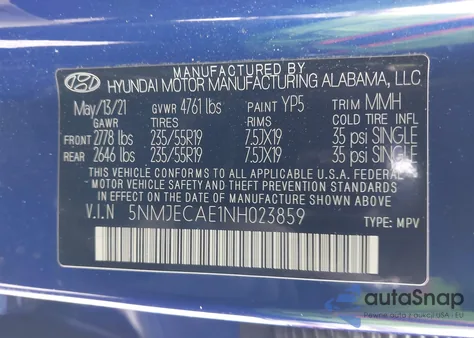 MANUFACTURED BY
HYUNDAI MOTOR MANUFACTURING ALABAMA, LLC
May/13/21 GVWR 4761 lbs PAINT YP5 TRIM MMH
GAWR TIRES RIMS COLD TIRE INFL
FRONT 2778 lbs 235/55R19 7.5JX19 35 psi SINGLE
REAR 2646 lbs 235/55R19 7.5JX19 35 psi SINGLE
THIS VEHICLE CONFORMS TO ALL APPLICABLE U.S.A. FEDERAL
MOTOR VEHICLE SAFETY AND THEFT PREVENTION STANDARDS
IN EFFECT ON THE DATE OF MANUFACTURE SHOWN ABOVE.
V.I.N 5NMJECAE1NH023859 TYPE: MPV
autoSnap